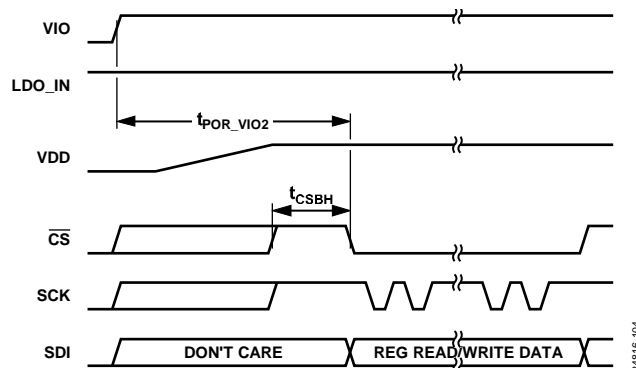 VIO
LDO_IN
tPOR_VIO2
VDD
tCSBH
CS
SCK
SDI
DON'T CARE
REG READ/WRITE DATA